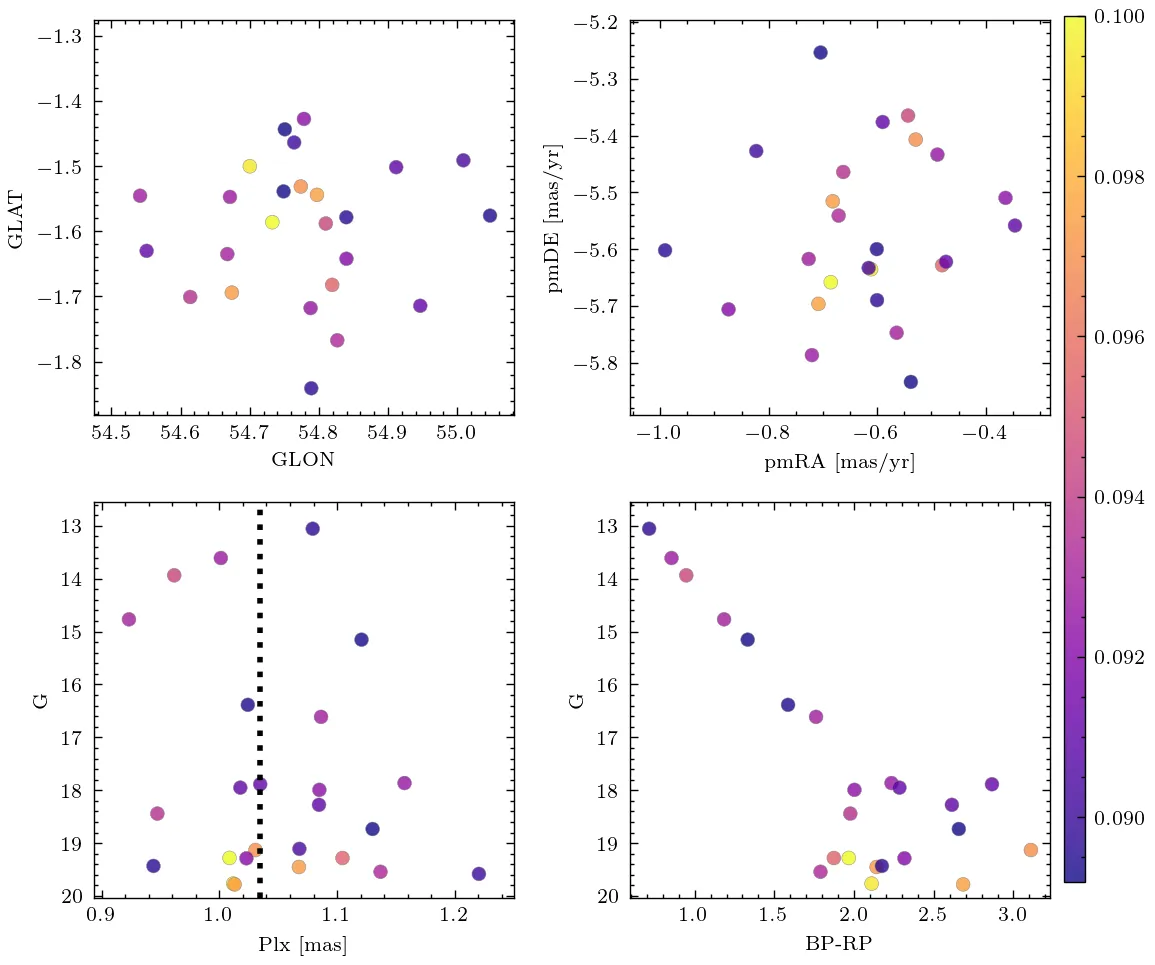 −1.3
−1.4
−1.5
−1.6
−1.7
−1.8
GLAT
54.5 54.6 54.7 54.8 54.9 55.0
GLON
−5.2
−5.3
−5.4
−5.5
−5.6
−5.7
−5.8
pmDE [mas/yr]
−1.0 −0.8 −0.6 −0.4
pmRA [mas/yr]
0.100
0.098
0.096
0.094
0.092
0.090
13
14
15
16
17
18
19
20
G
0.9 1.0 1.1 1.2
Plx [mas]
13
14
15
16
17
18
19
20
G
1.0 1.5 2.0 2.5 3.0
BP-RP